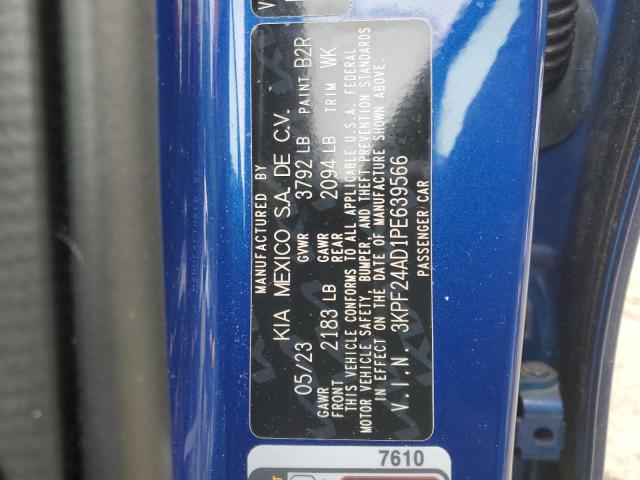 MANUFACTURED BY
KIA MEXICO S.A. DE C.V.
05/23 GVWR 3792 LB PAINT B2R
GAWR FRONT 2183 LB GAWR REAR 2094 LB TRIM WK
THIS VEHICLE CONFORMS TO ALL APPLICABLE U.S.A. FEDERAL
MOTOR VEHICLE SAFETY, BUMPER, AND THEFT PREVENTION STANDARDS
IN EFFECT ON THE DATE OF MANUFACTURE SHOWN ABOVE.
V.I.N 3KPF24AD1PE639566
PASSENGER CAR
7610